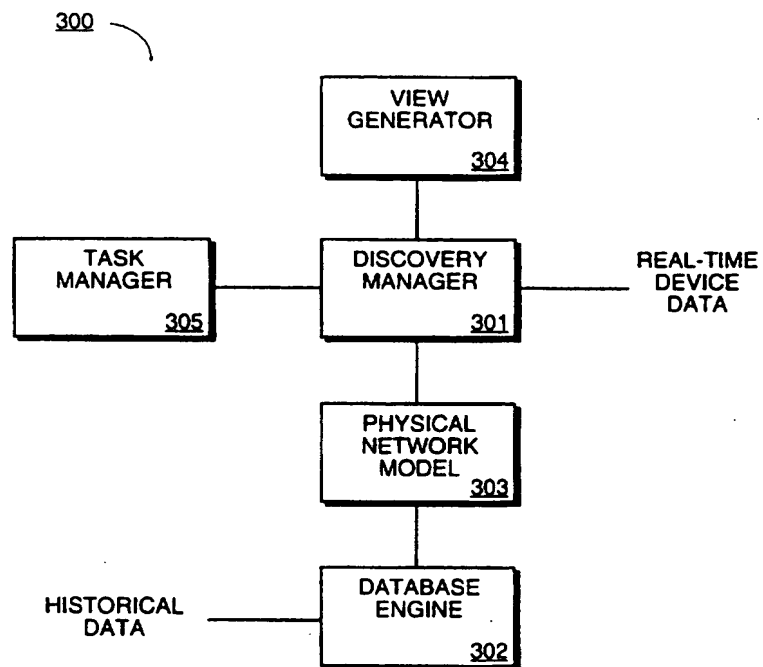 300
VIEW
GENERATOR
304
TASK
MANAGER
305
DISCOVERY
MANAGER
301
REAL-TIME
DEVICE
DATA
PHYSICAL
NETWORK
MODEL
303
HISTORICAL
DATA
DATABASE
ENGINE
302